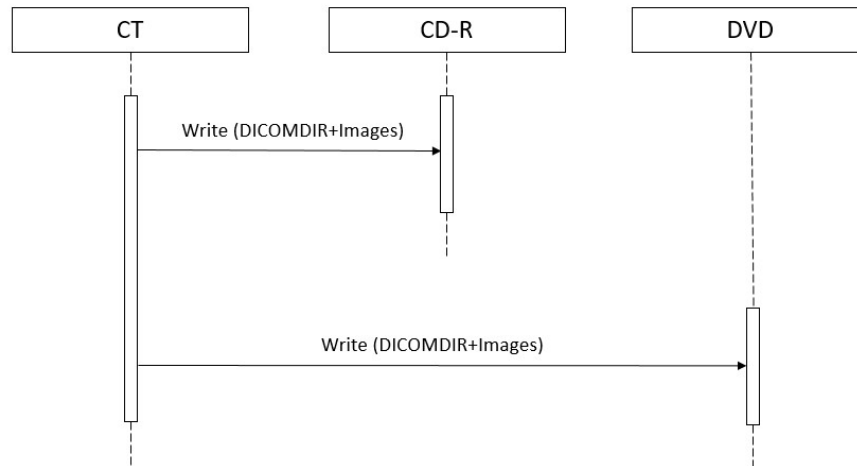 CT
CD-R
DVD
Write (DICOMDIR+Images)
Write (DICOMDIR+Images)